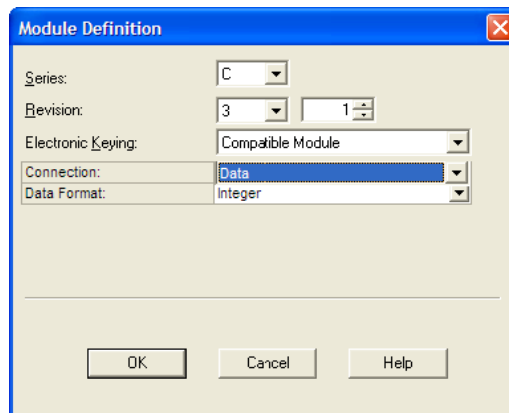 Module Definition
Series: C
Revision: 3 1
Electronic Keying: Compatible Module
Connection: Data
Data Format: Integer
OK Cancel Help